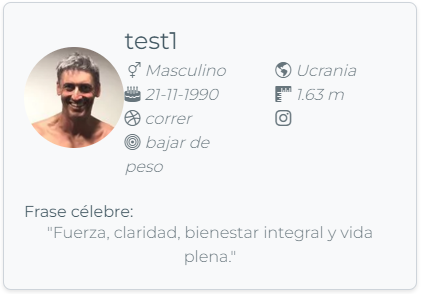 test1
Masculino
Ucrania
21-11-1990
1.63 m
correr
bajar de
peso
Frase célebre:
"Fuerza, claridad, bienestar integral y vida
plena."